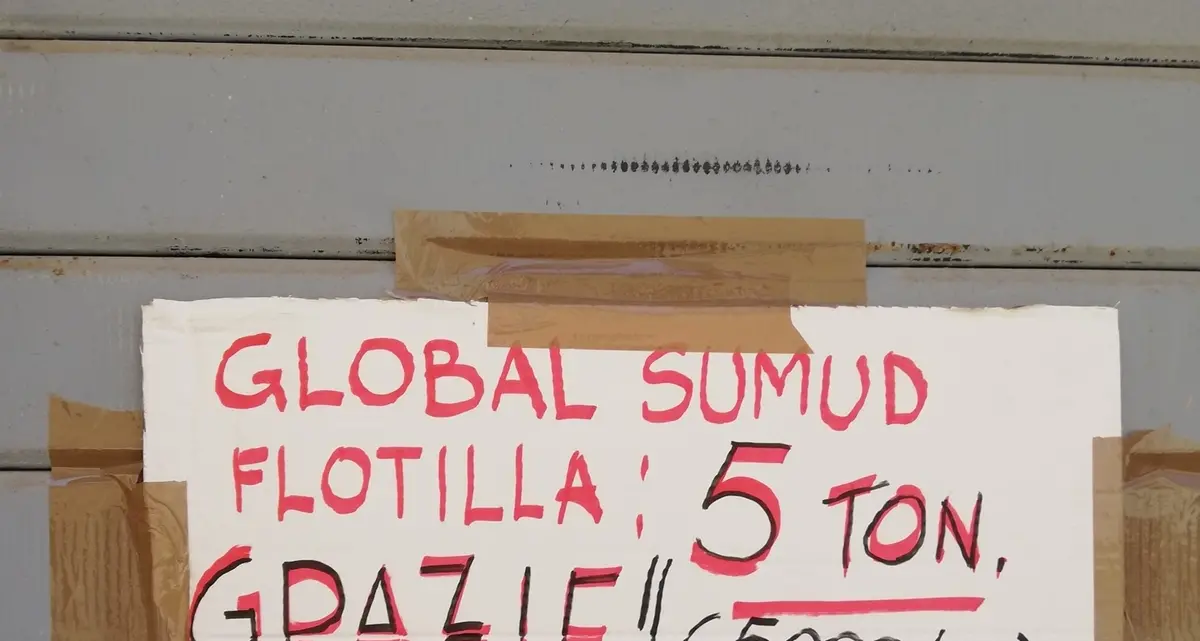 GLOBAL SUMUD
FLOTILLA: 5 TON.
GRAZIE!!